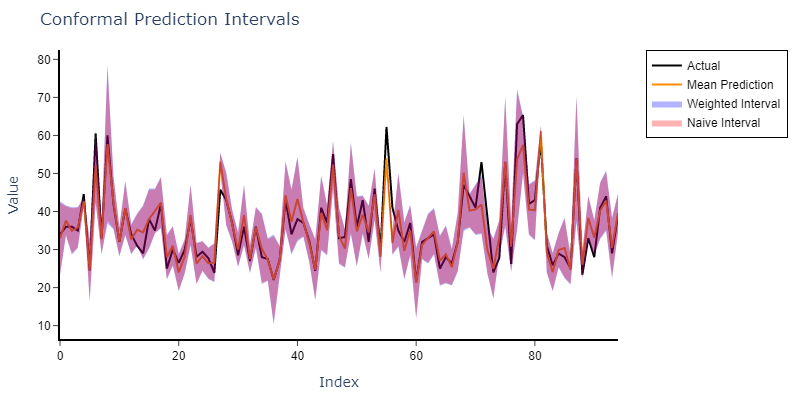 Conformal Prediction Intervals
Value
80
70
60
50
40
30
20
10
0
20
40
60
80
Index
Actual
Mean Prediction
Weighted Interval
Naive Interval